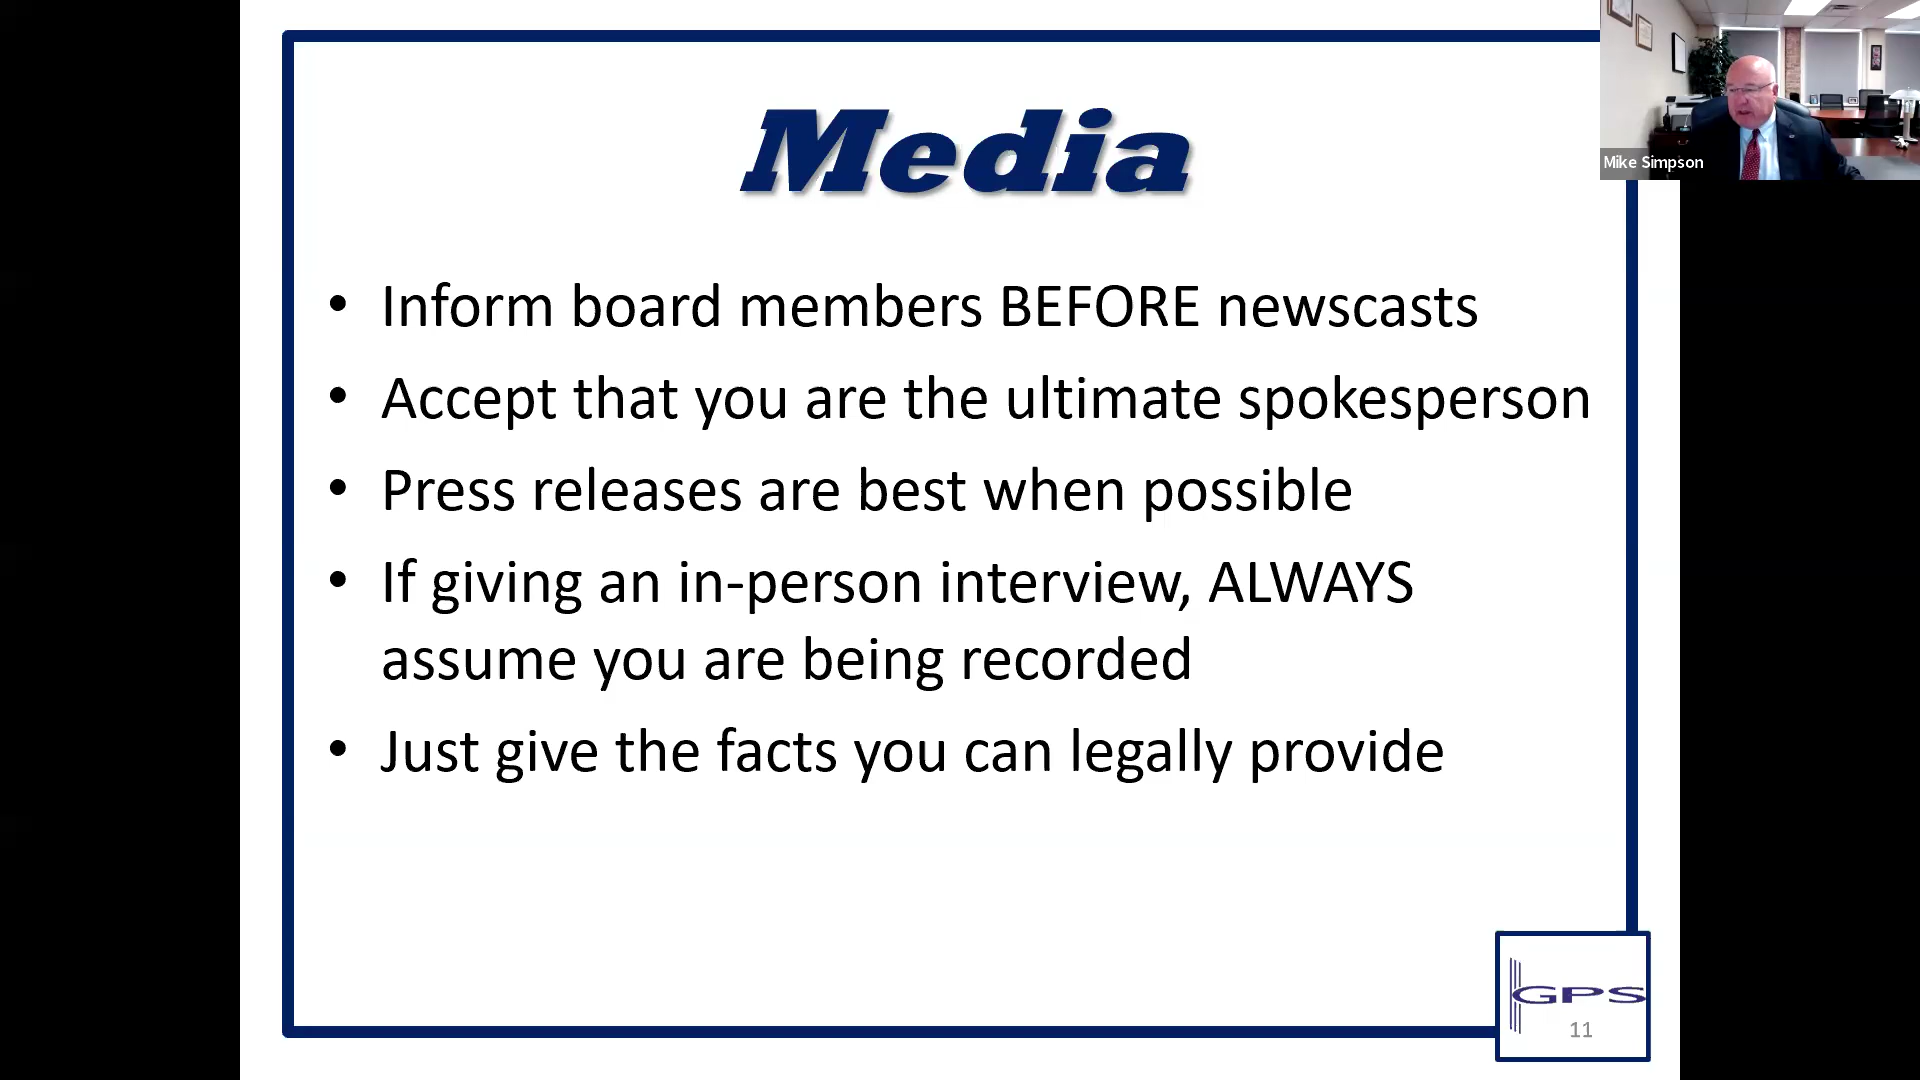 Media
Mike Simpson
• Inform board members BEFORE newscasts
• Accept that you are the ultimate spokesperson
• Press releases are best when possible
• If giving an in-person interview, ALWAYS
assume you are being recorded
• Just give the facts you can legally provide
GPS
11